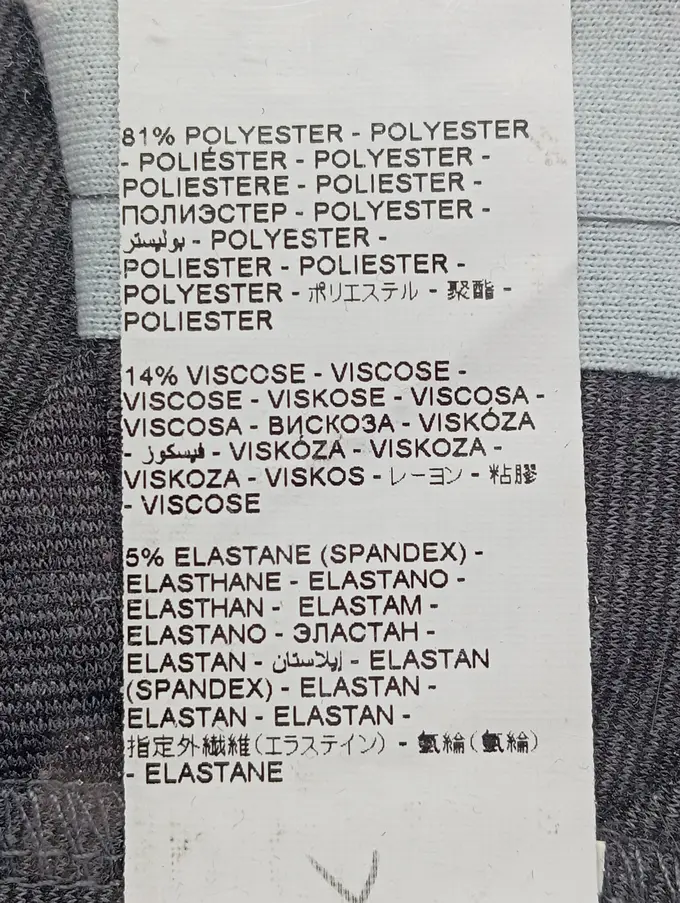 81% POLYESTER - POLYESTER
- POLIÉSTER - POLYESTER -
POLIESTERE - POLIESTER -
ПОЛИЭСТЕР - POLYESTER -
بوليستر - POLYESTER -
POLIESTER - POLIESTER -
POLYESTER - ポリエステル - 聚酯 -
POLIESTER
14% VISCOSE - VISCOSE -
VISCOSE - VISKOSE - VISCOSA -
VISCOSA - ВИСКОЗА - VISKÓZA
- فيسكوز - VISKÓZA - VISKOZA -
VISKOZA - VISKOS - レーヨン - 粘膠
- VISCOSE
5% ELASTANE (SPANDEX) -
ELASTHANE - ELASTANO -
ELASTHAN - ELASTAM -
ELASTANO - ЭЛАСТАН -
ELASTAN - إيلاستان - ELASTAN
(SPANDEX) - ELASTAN -
ELASTAN - ELASTAN -
指定外繊維(エラステイン) - 氨綸(氨綸)
- ELASTANE